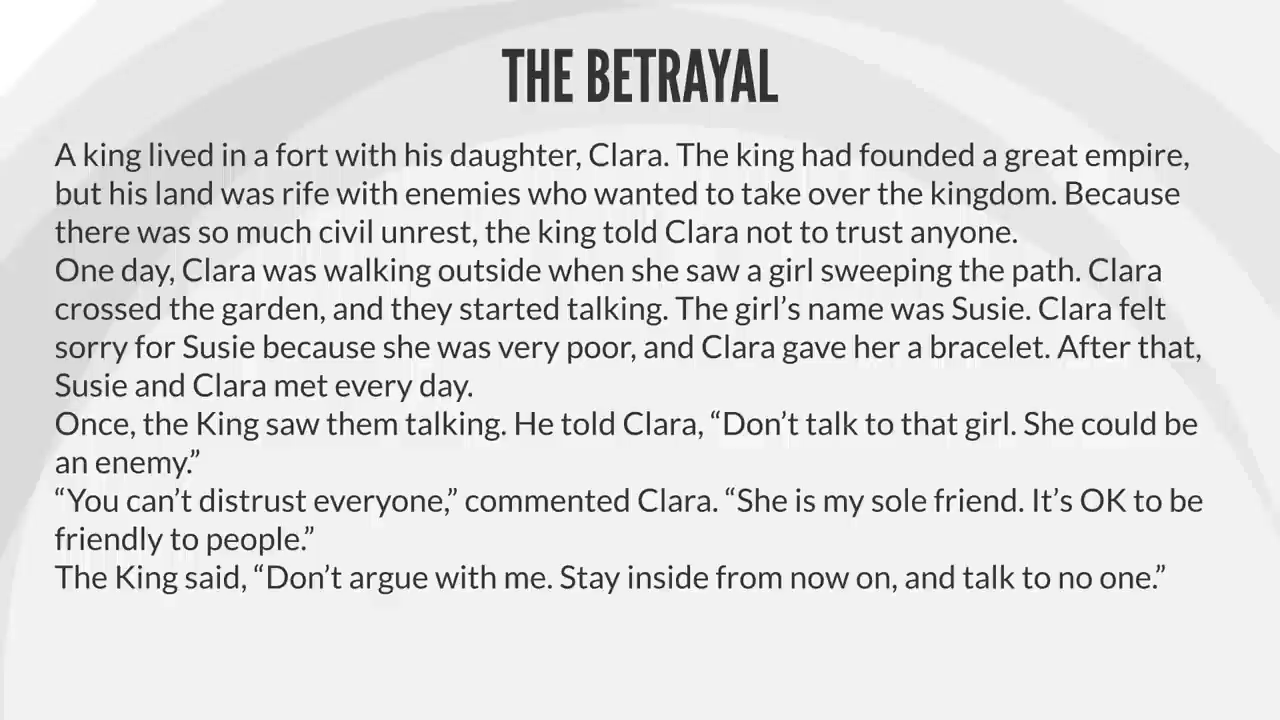 THE BETRAYAL
A king lived in a fort with his daughter, Clara. The king had founded a great empire,
but his land was rife with enemies who wanted to take over the kingdom. Because
there was so much civil unrest, the king told Clara not to trust anyone.
One day, Clara was walking outside when she saw a girl sweeping the path. Clara
crossed the garden, and they started talking. The girl’s name was Susie. Clara felt
sorry for Susie because she was very poor, and Clara gave her a bracelet. After that,
Susie and Clara met every day.
Once, the King saw them talking. He told Clara, “Don’t talk to that girl. She could be
an enemy.”
“You can’t distrust everyone,” commented Clara. “She is my sole friend. It’s OK to be
friendly to people.”
The King said, “Don’t argue with me. Stay inside from now on, and talk to no one.”